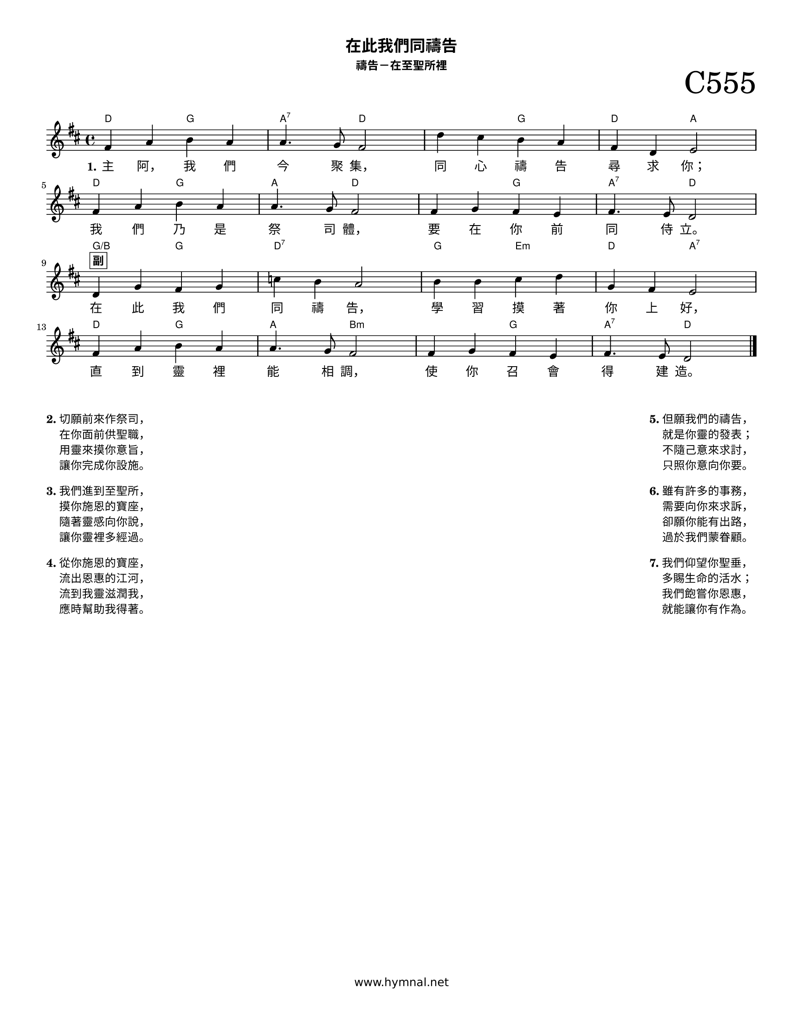 在此我們同禱告
禱告－在至聖所裡
C555
D G A7 D G D A
1. 主 阿， 我 們 今 聚 集， 同 心 禱 告 尋 求 你；
5 D G A D G A7 D
我 們 乃 是 祭 司 體， 要 在 你 前 同 侍 立。
G/B G D7 G Em D A7
9 副
在 此 我 們 同 禱 告， 學 習 摸 著 你 上 好，
13 D G A Bm G A7 D
直 到 靈 裡 能 相 調， 使 你 召 會 得 建 造。
2. 切願前來作祭司，
在你面前供聖職，
用靈來摸你意旨，
讓你完成你設施。
3. 我們進到至聖所，
摸你施恩的寶座，
隨著靈感向你說，
讓你靈裡多經過。
4. 從你施恩的寶座，
流出恩惠的江河，
流到我靈滋潤我，
應時幫助我得著。
5. 但願我們的禱告，
就是你靈的發表；
不隨己意來求討，
只照你意向你要。
6. 雖有許多的事務，
需要向你來求訴，
卻願你能有出路，
過於我們蒙眷顧。
7. 我們仰望你聖垂，
多賜生命的活水；
我們飽嘗你恩惠，
就能讓你有作為。
www.hymnal.net